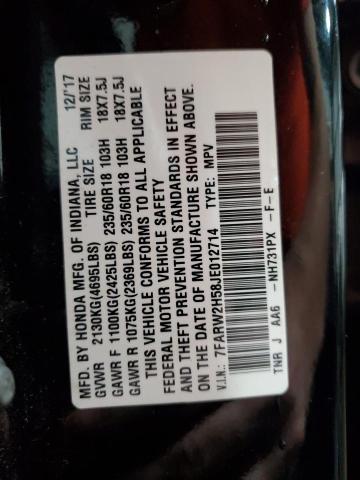 MFD. BY HONDA MFG. OF INDIANA, LLC 12/'17
TIRE SIZE RIM SIZE
GVWR 2130KG(4695LBS)
GAWR F 1100KG(2425LBS) 235/60R18 103H 18X7.5J
GAWR R 1075KG(2369LBS) 235/60R18 103H 18X7.5J
THIS VEHICLE CONFORMS TO ALL APPLICABLE
FEDERAL MOTOR VEHICLE SAFETY
AND THEFT PREVENTION STANDARDS IN EFFECT
ON THE DATE OF MANUFACTURE SHOWN ABOVE.
V.I.N.: 7FARW2H58JE012714 TYPE: MPV
TNR J AA6 -NH731PX -F-E